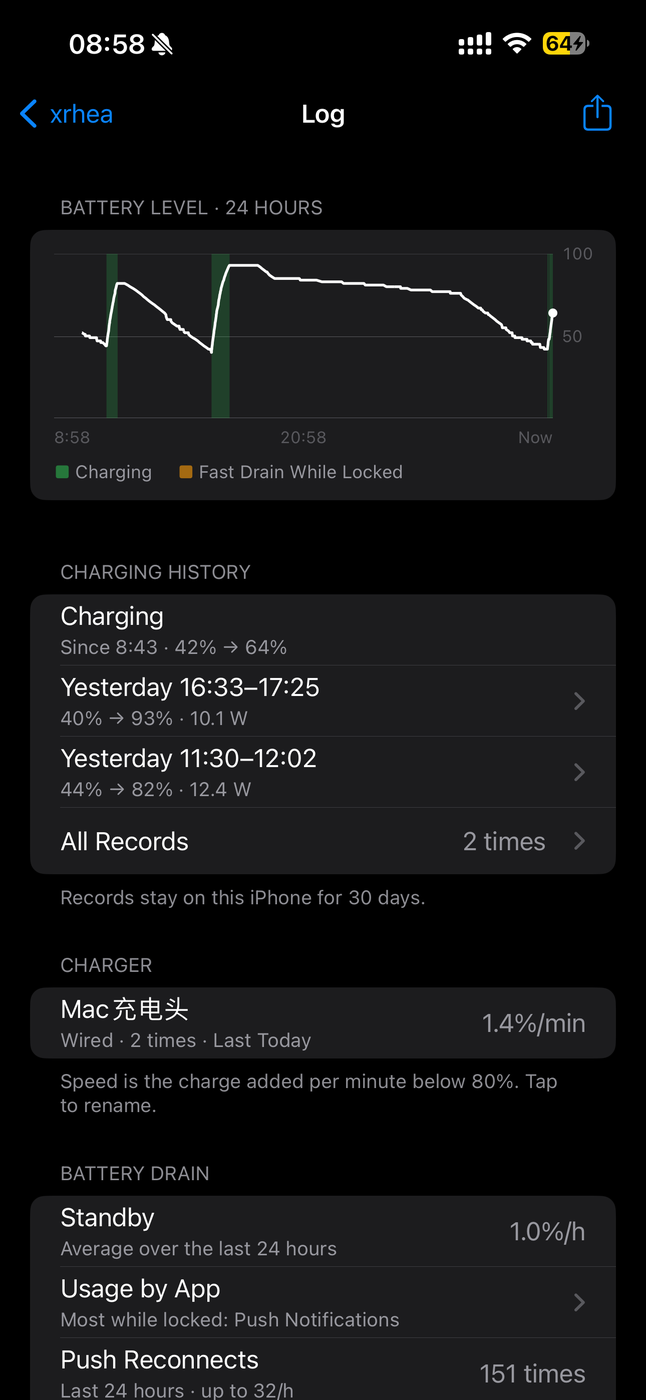 08:58
64
xrhea
Log
BATTERY LEVEL · 24 HOURS
100
50
8:58
20:58
Now
Charging
Fast Drain While Locked
CHARGING HISTORY
Charging
Since 8:43 · 42% → 64%
Yesterday 16:33–17:25
40% → 93% · 10.1 W
Yesterday 11:30–12:02
44% → 82% · 12.4 W
All Records
2 times
Records stay on this iPhone for 30 days.
CHARGER
Mac充电头
1.4%/min
Wired · 2 times · Last Today
Speed is the charge added per minute below 80%. Tap
to rename.
BATTERY DRAIN
Standby
1.0%/h
Average over the last 24 hours
Usage by App
Most while locked: Push Notifications
Push Reconnects
151 times
Last 24 hours · up to 32/h